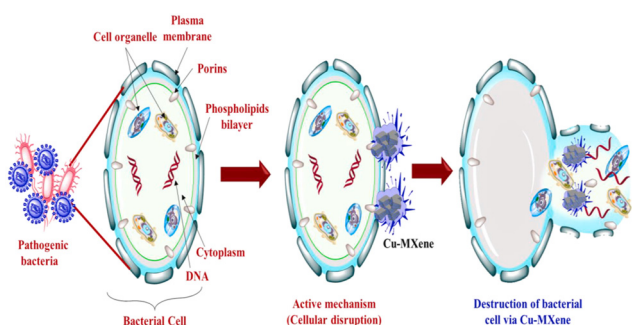 Plasma
membrane
Cell organelle
Porins
Phospholipids
bilayer
Pathogenic
bacteria
Cytoplasm
DNA
Bacterial Cell
Cu-MXene
Active mechanism
(Cellular disruption)
Destruction of bacterial
cell via Cu-MXene